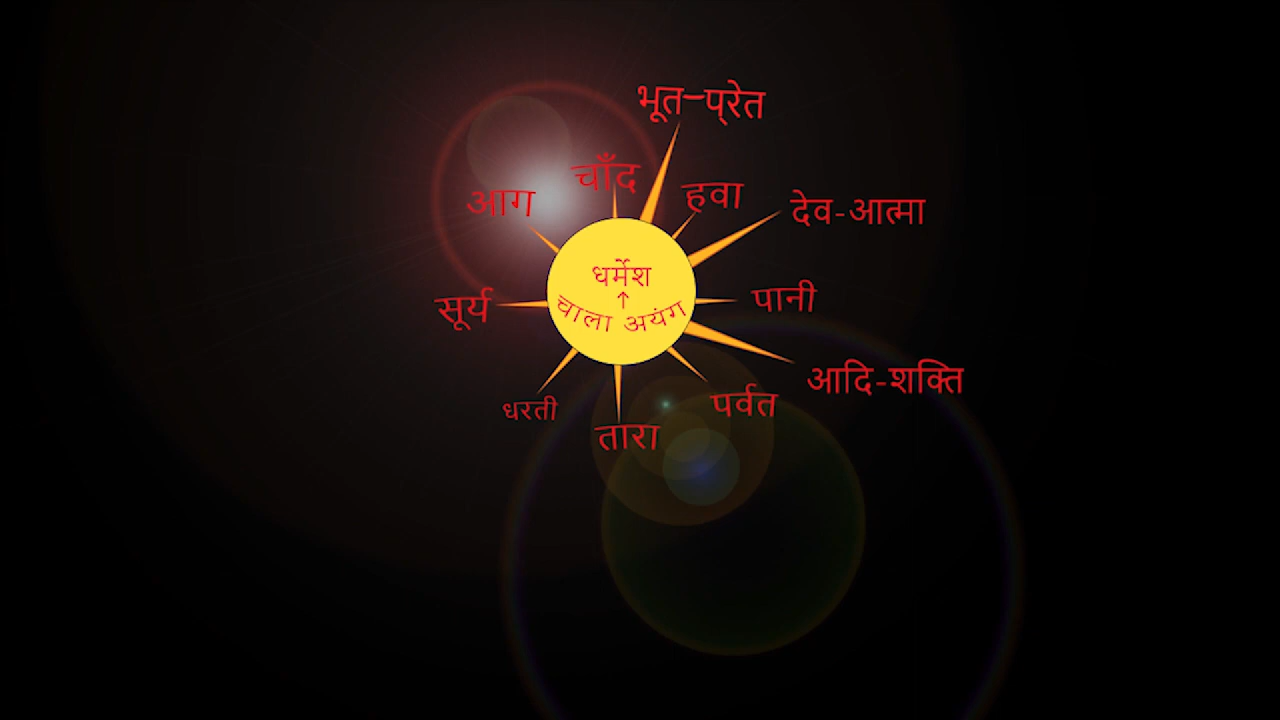 भूत-प्रेत
चाँद
हवा
आग
देव-आत्मा
धर्मेश
↑
चाला अयंग
सूर्य
पानी
आदि-शक्ति
धरती
पर्वत
तारा